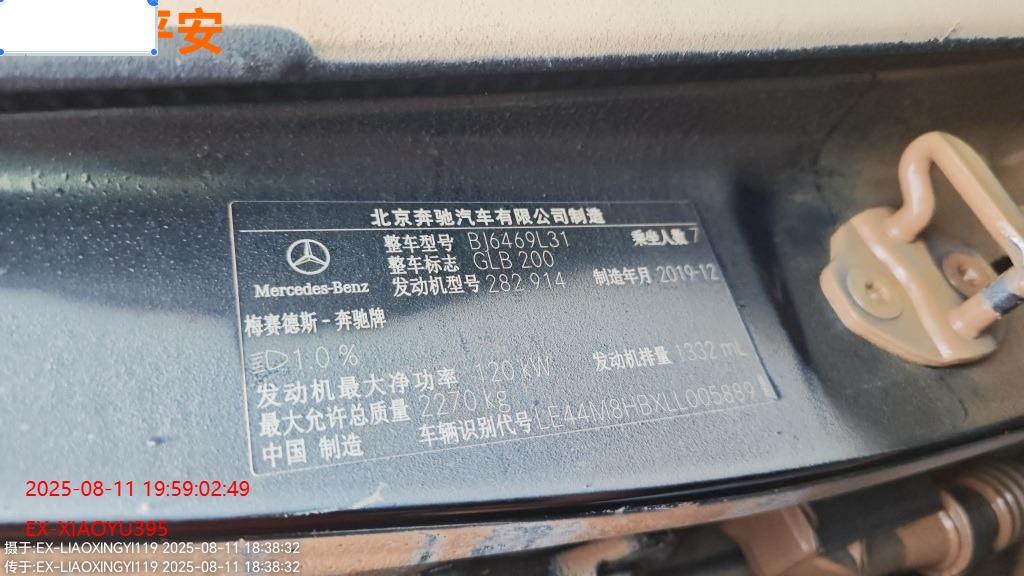 平安
北京奔驰汽车有限公司制造
整车型号 BJ6469L31 乘坐人数 7
整车标志 GLB 200
发动机型号 282 914 制造年月 2019-12
Mercedes-Benz
梅赛德斯-奔驰牌
1.0 %
发动机最大净功率 120 kW 发动机排量 1332 mL
最大允许总质量 2270 kg
中国 制造 车辆识别代号 LE44M8HBXLL005889
2025-08-11 19:59:02:49
EX-XIAOYU395
摄于:EX-LIAOXINGYI119 2025-08-11 18:38:32
传于:EX-LIAOXINGYI119 2025-08-11 18:38:32